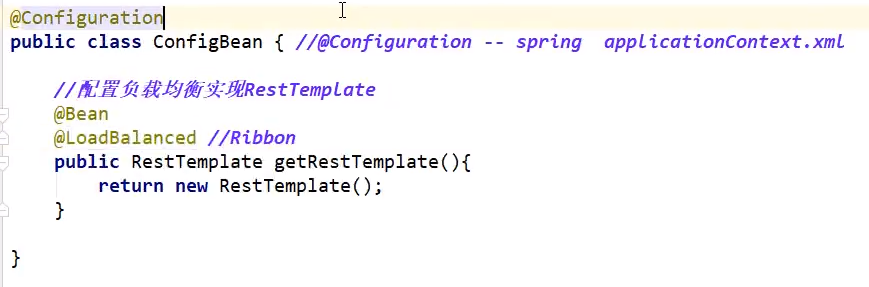 @Configuration
public class ConfigBean { //@Configuration -- spring  applicationContext.xml
//配置负载均衡实现RestTemplate
@Bean
@LoadBalanced //Ribbon
public RestTemplate getRestTemplate(){
return new RestTemplate();
}
}